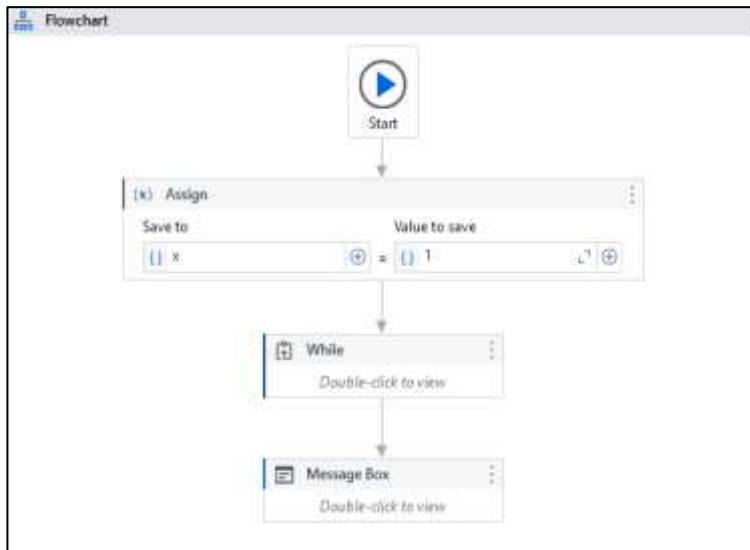 Flowchart
Start
(x) Assign
Save to Value to save
{} x = {} 1
While
Double-click to view
Message Box
Double-click to view